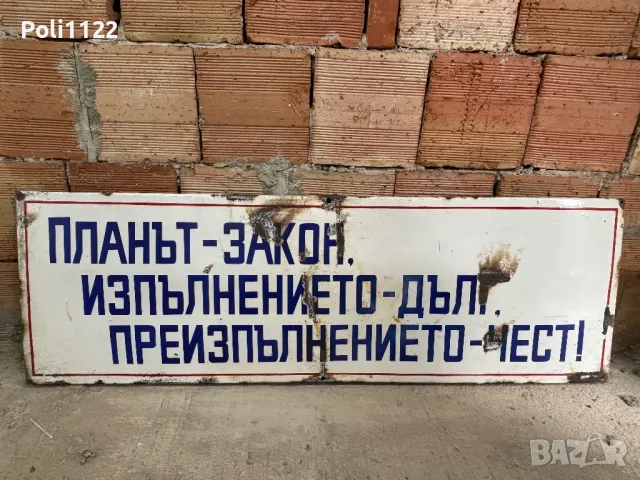 Poli1122
ПЛАНЪТ-ЗАКОН,
ИЗПЪЛНЕНИЕТО-ДЪЛГ,
ПРЕИЗПЪЛНЕНИЕТО-ЧЕСТ!
BAZAR